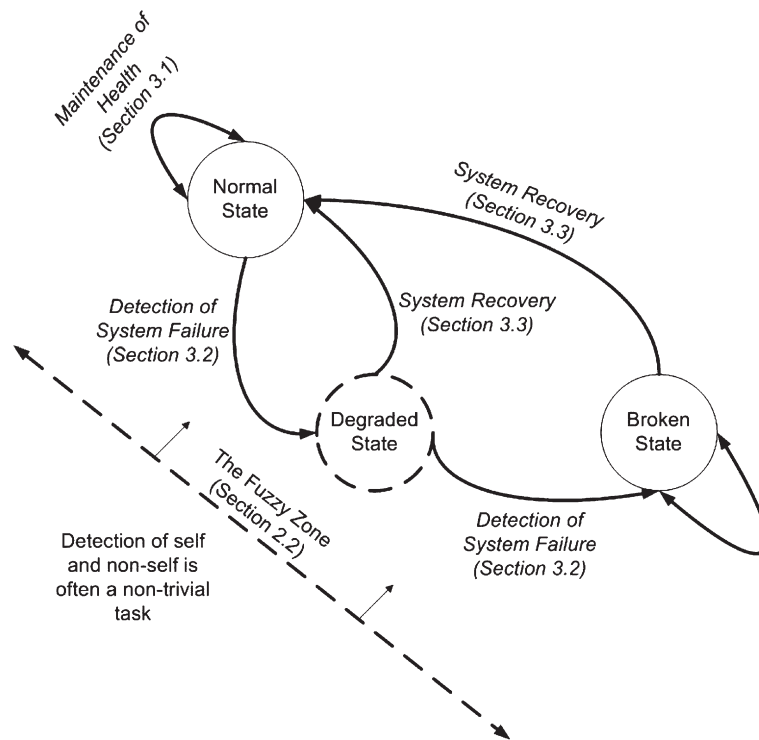 Maintenance of
Health
(Section 3.1)
Normal
State
System Recovery
(Section 3.3)
Detection of
System Failure
(Section 3.2)
System Recovery
(Section 3.3)
Degraded
State
Broken
State
The Fuzzy Zone
(Section 2.2)
Detection of
System Failure
(Section 3.2)
Detection of self
and non-self is
often a non-trivial
task